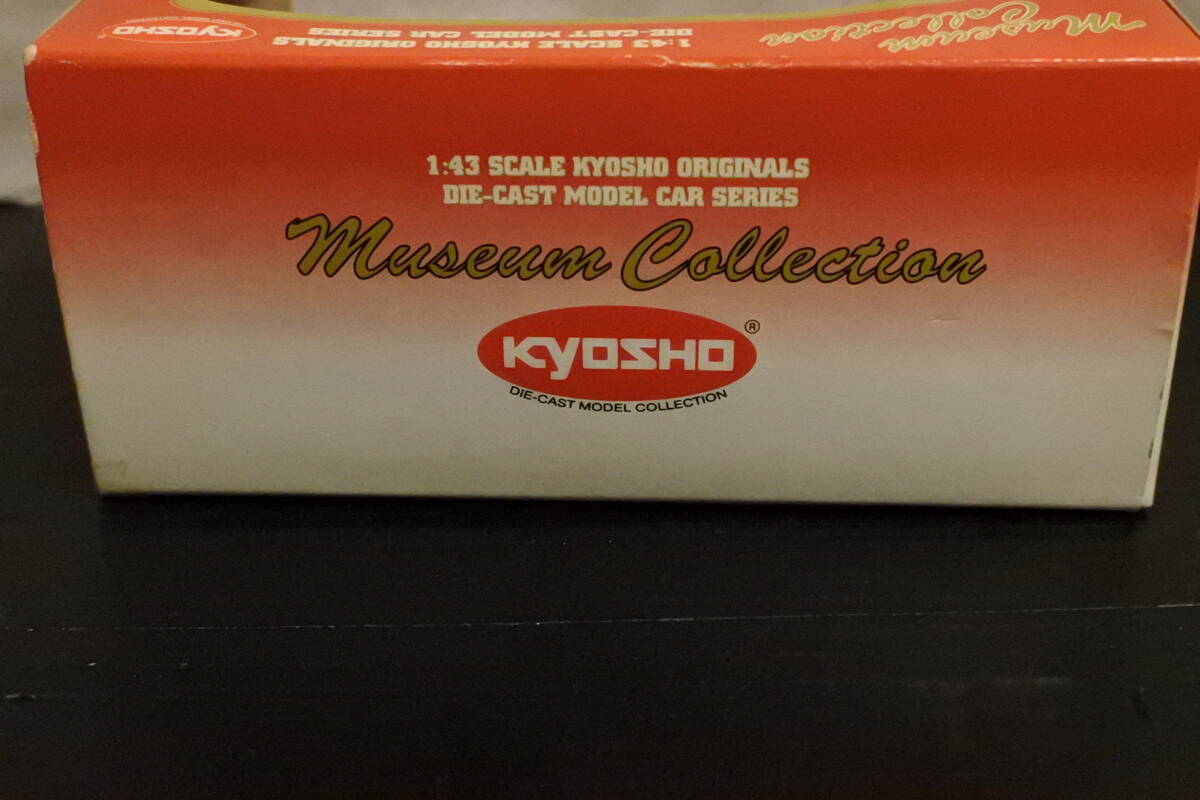 Museum
Collection
1:43 SCALE KYOSHO ORIGINALS
DIE-CAST MODEL CAR SERIES
KYOSHO
1:43 SCALE KYOSHO ORIGINALS
DIE-CAST MODEL CAR SERIES
Museum Collection
KYOSHO ®
DIE-CAST MODEL COLLECTION